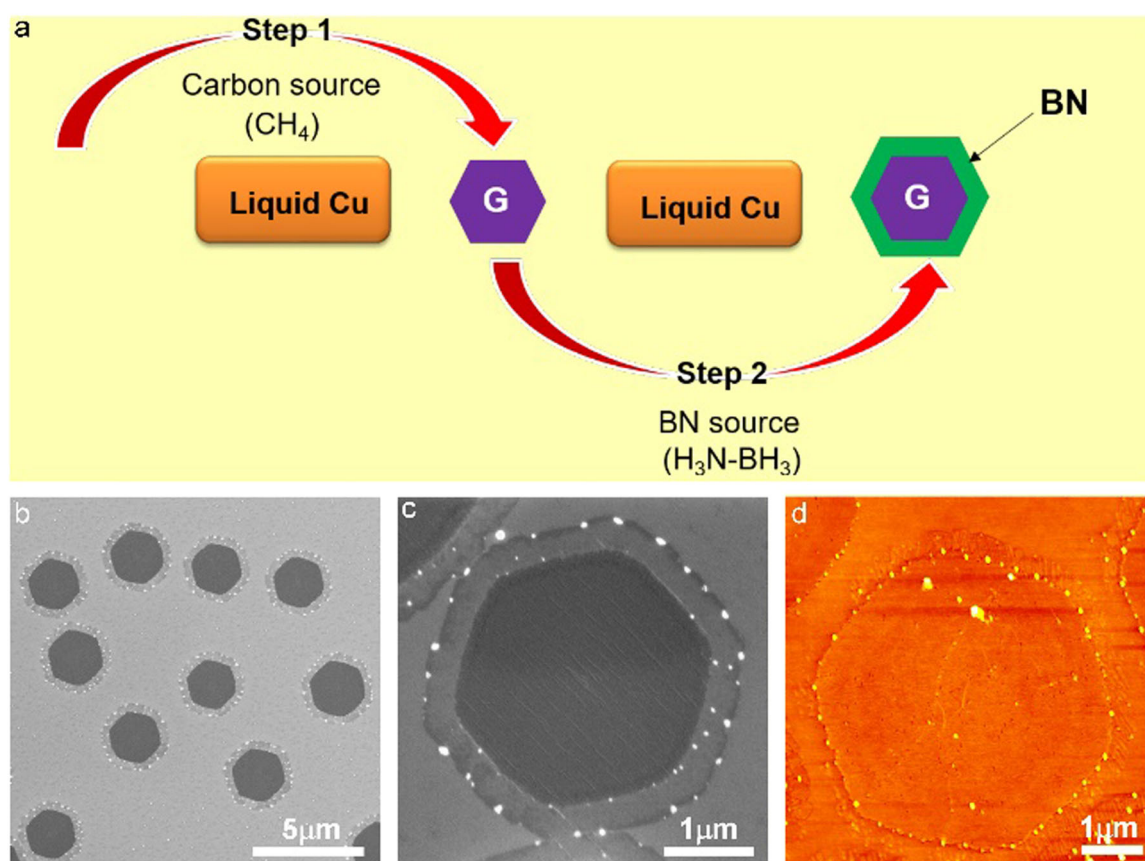 a
Step 1
Carbon source
(CH₄)
BN
Liquid Cu
G
Liquid Cu
G
Step 2
BN source
(H₃N-BH₃)
b
5μm
c
1μm
d
1μm